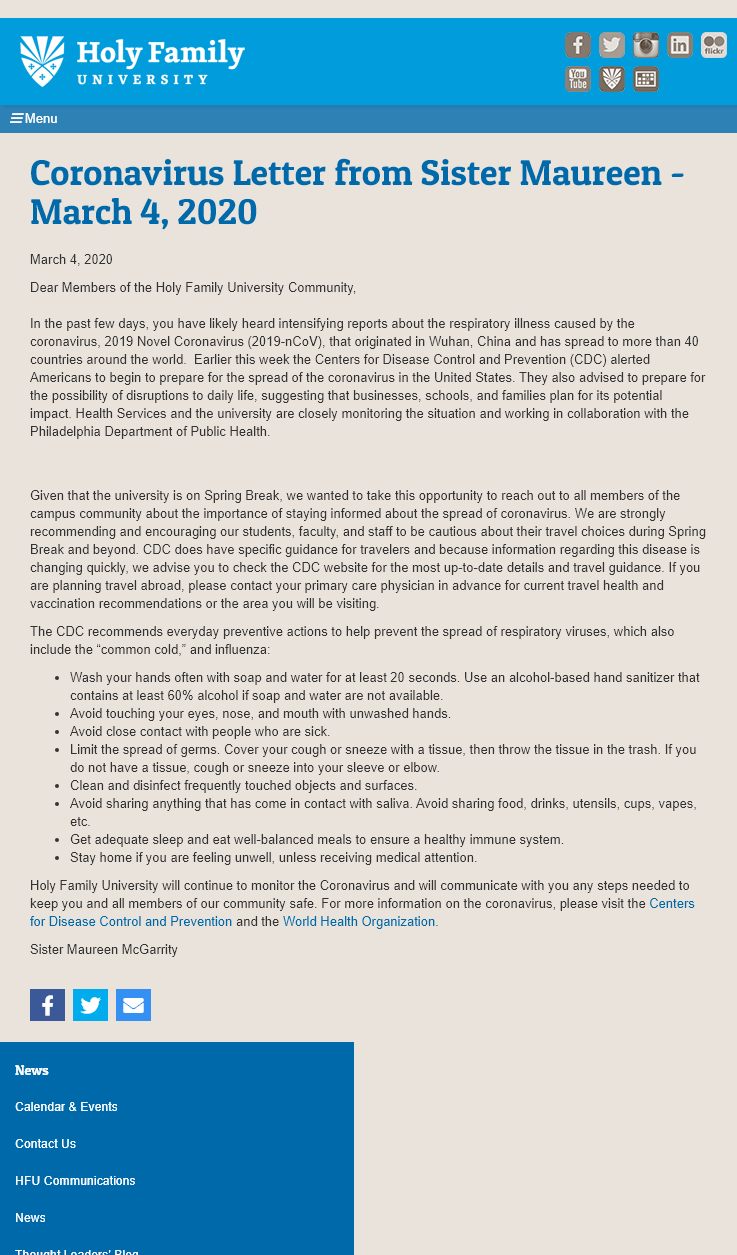 Holy Family
UNIVERSITY
flickr
You
Tube
Menu
Coronavirus Letter from Sister Maureen -
March 4, 2020
March 4, 2020
Dear Members of the Holy Family University Community,
In the past few days, you have likely heard intensifying reports about the respiratory illness caused by the
coronavirus, 2019 Novel Coronavirus (2019-nCoV), that originated in Wuhan, China and has spread to more than 40
countries around the world.  Earlier this week the Centers for Disease Control and Prevention (CDC) alerted
Americans to begin to prepare for the spread of the coronavirus in the United States. They also advised to prepare for
the possibility of disruptions to daily life, suggesting that businesses, schools, and families plan for its potential
impact. Health Services and the university are closely monitoring the situation and working in collaboration with the
Philadelphia Department of Public Health.
Given that the university is on Spring Break, we wanted to take this opportunity to reach out to all members of the
campus community about the importance of staying informed about the spread of coronavirus. We are strongly
recommending and encouraging our students, faculty, and staff to be cautious about their travel choices during Spring
Break and beyond. CDC does have specific guidance for travelers and because information regarding this disease is
changing quickly, we advise you to check the CDC website for the most up-to-date details and travel guidance. If you
are planning travel abroad, please contact your primary care physician in advance for current travel health and
vaccination recommendations or the area you will be visiting.
The CDC recommends everyday preventive actions to help prevent the spread of respiratory viruses, which also
include the “common cold,” and influenza:
• Wash your hands often with soap and water for at least 20 seconds. Use an alcohol-based hand sanitizer that
contains at least 60% alcohol if soap and water are not available.
• Avoid touching your eyes, nose, and mouth with unwashed hands.
• Avoid close contact with people who are sick.
• Limit the spread of germs. Cover your cough or sneeze with a tissue, then throw the tissue in the trash. If you
do not have a tissue, cough or sneeze into your sleeve or elbow.
• Clean and disinfect frequently touched objects and surfaces.
• Avoid sharing anything that has come in contact with saliva. Avoid sharing food, drinks, utensils, cups, vapes,
etc.
• Get adequate sleep and eat well-balanced meals to ensure a healthy immune system.
• Stay home if you are feeling unwell, unless receiving medical attention.
Holy Family University will continue to monitor the Coronavirus and will communicate with you any steps needed to
keep you and all members of our community safe. For more information on the coronavirus, please visit the Centers
for Disease Control and Prevention and the World Health Organization.
Sister Maureen McGarrity
News
Calendar & Events
Contact Us
HFU Communications
News
Thought Leaders' Blog